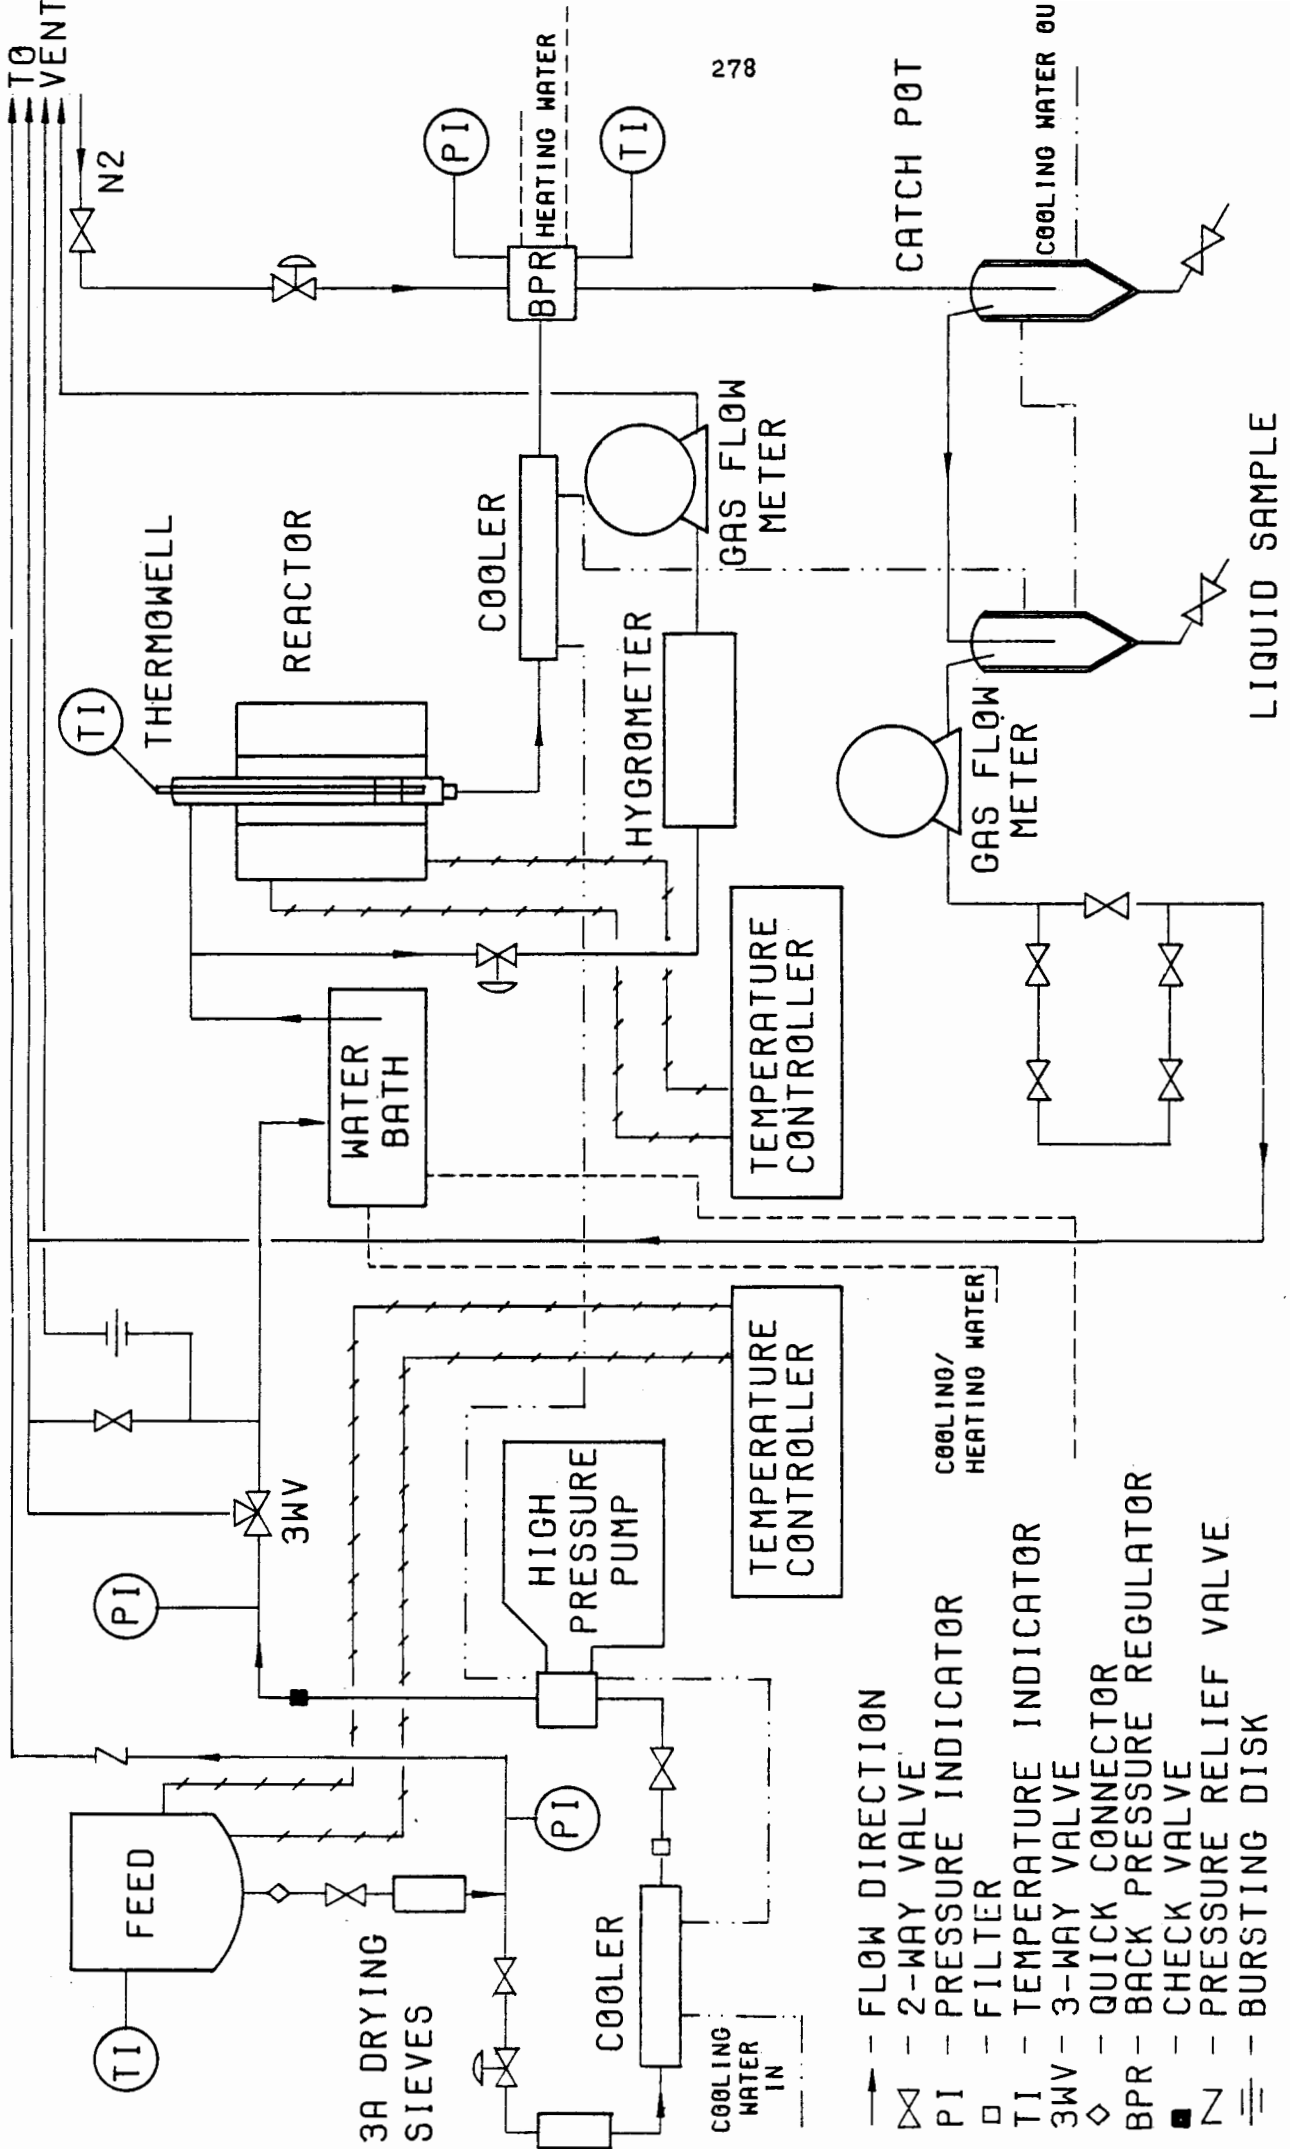 TO
VENT
N2
TI
THERMOWELL
REACTOR
PI
3WV
FEED
TI
3A DRYING
SIEVES
PI
WATER
BATH
COOLER
PI
BPR
HEATING WATER
TI
HIGH
PRESSURE
PUMP
COOLER
COOLING
WATER
IN
HYGROMETER
GAS FLOW
METER
278
TEMPERATURE
CONTROLLER
TEMPERATURE
CONTROLLER
CATCH POT
COOLING/
HEATING WATER
GAS FLOW
METER
COOLING WATER OU
LIQUID SAMPLE
- FLOW DIRECTION
- 2-WAY VALVE
PI - PRESSURE INDICATOR
- FILTER
TI - TEMPERATURE INDICATOR
3WV - 3-WAY VALVE
- QUICK CONNECTOR
BPR - BACK PRESSURE REGULATOR
- CHECK VALVE
- PRESSURE RELIEF VALVE
- BURSTING DISK